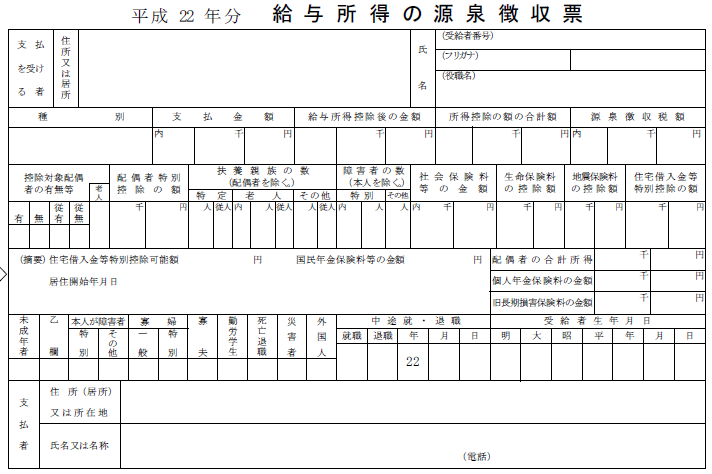 平成 22 年分 給与所得の源泉徴収票
支払を受ける者
住所又は居所
氏名
(受給者番号)
(フリガナ)
(役職名)
種別 支払金額 給与所得控除後の金額 所得控除の額の合計額 源泉徴収税額
内 千 円 千 円 千 円 内 千 円
控除対象配偶者の有無等
老人
有 無 従有 従無
配偶者特別控除の額
千 円
扶養親族の数
(配偶者を除く。)
特定 老人 その他
人 従人 内 人 従人 人 従人
障害者の数
(本人を除く。)
特別 その他
内 人 人
社会保険料等の金額
内 千 円
生命保険料の控除額
千 円
地震保険料の控除額
千 円
住宅借入金等特別控除の額
千 円
(摘要) 住宅借入金等特別控除可能額 円 国民年金保険料等の金額 円
居住開始年月日
配偶者の合計所得 千 円
個人年金保険料の金額 千 円
旧長期損害保険料の金額 千 円
未成年者
乙欄
本人が障害者
特別 その他
寡婦
一般 特別
寡夫
勤労学生
死亡退職
災害者
外国人
中途就・退職
就職 退職 年 月 日
22
受給者生年月日
明 大 昭 平 年 月 日
支払者
住所(居所)
又は所在地
氏名又は名称
(電話)